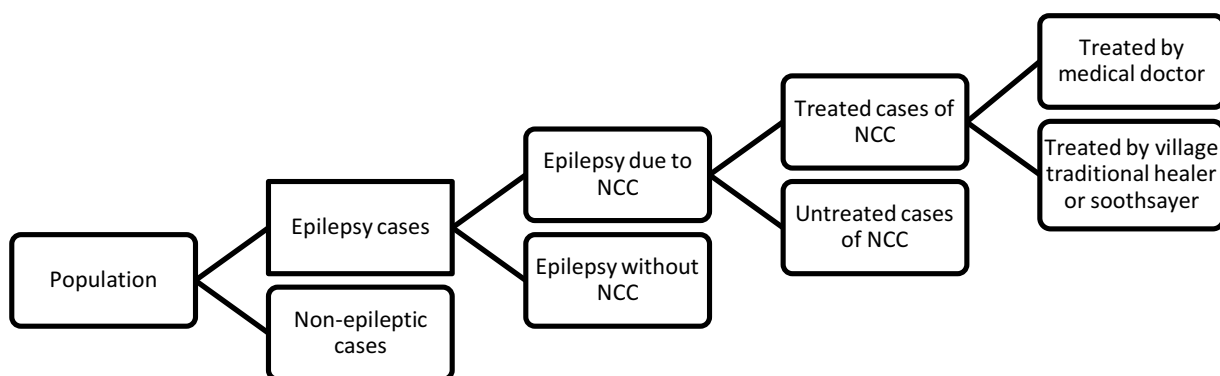 Population
Epilepsy cases
Non-epileptic
cases
Epilepsy due to
NCC
Epilepsy without
NCC
Treated cases of
NCC
Untreated cases
of NCC
Treated by
medical doctor
Treated by village
traditional healer
or soothsayer